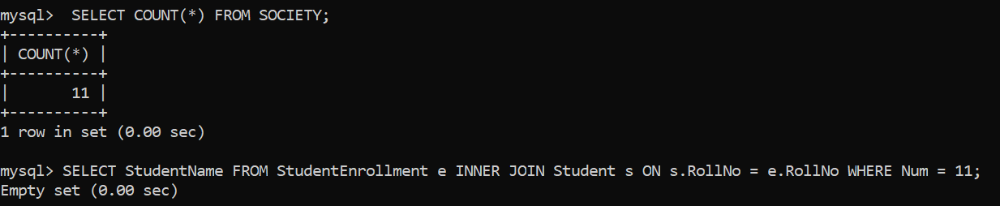 mysql>  SELECT COUNT(*) FROM SOCIETY;
+----------+
| COUNT(*) |
+----------+
|       11 |
+----------+
1 row in set (0.00 sec)

mysql> SELECT StudentName FROM StudentEnrollment e INNER JOIN Student s ON s.RollNo = e.RollNo WHERE Num = 11;
Empty set (0.00 sec)